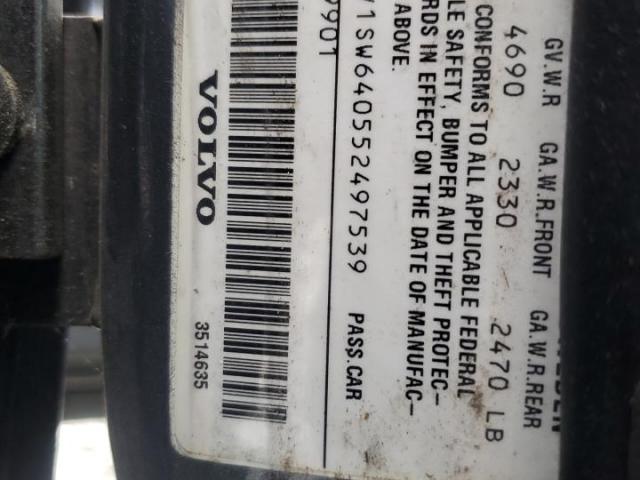 GV.W.R GA.W.R.FRONT GA.W.R.REAR
4690 2330 2470 LB
CONFORMS TO ALL APPLICABLE FEDERAL
LE SAFETY, BUMPER AND THEFT PROTEC-
RDS IN EFFECT ON THE DATE OF MANUFAC-
ABOVE.
1SW640552497539 PASS.CAR
9901
VOLVO 3514635